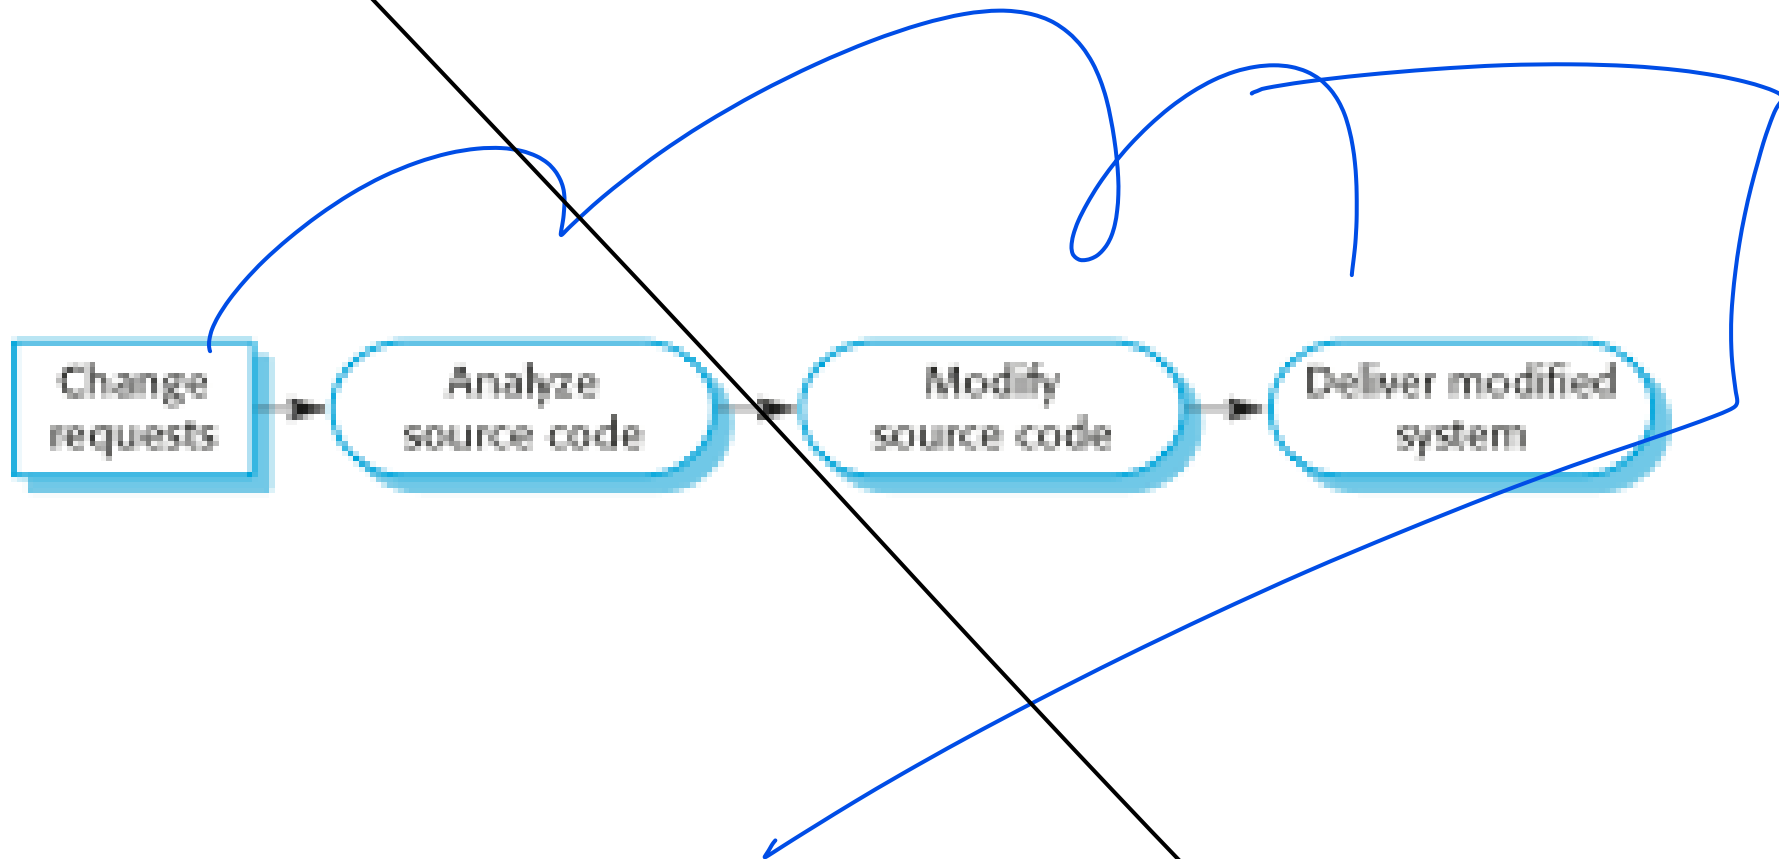 Change
requests
Analyze
source code
Modify
source code
Deliver modified
system